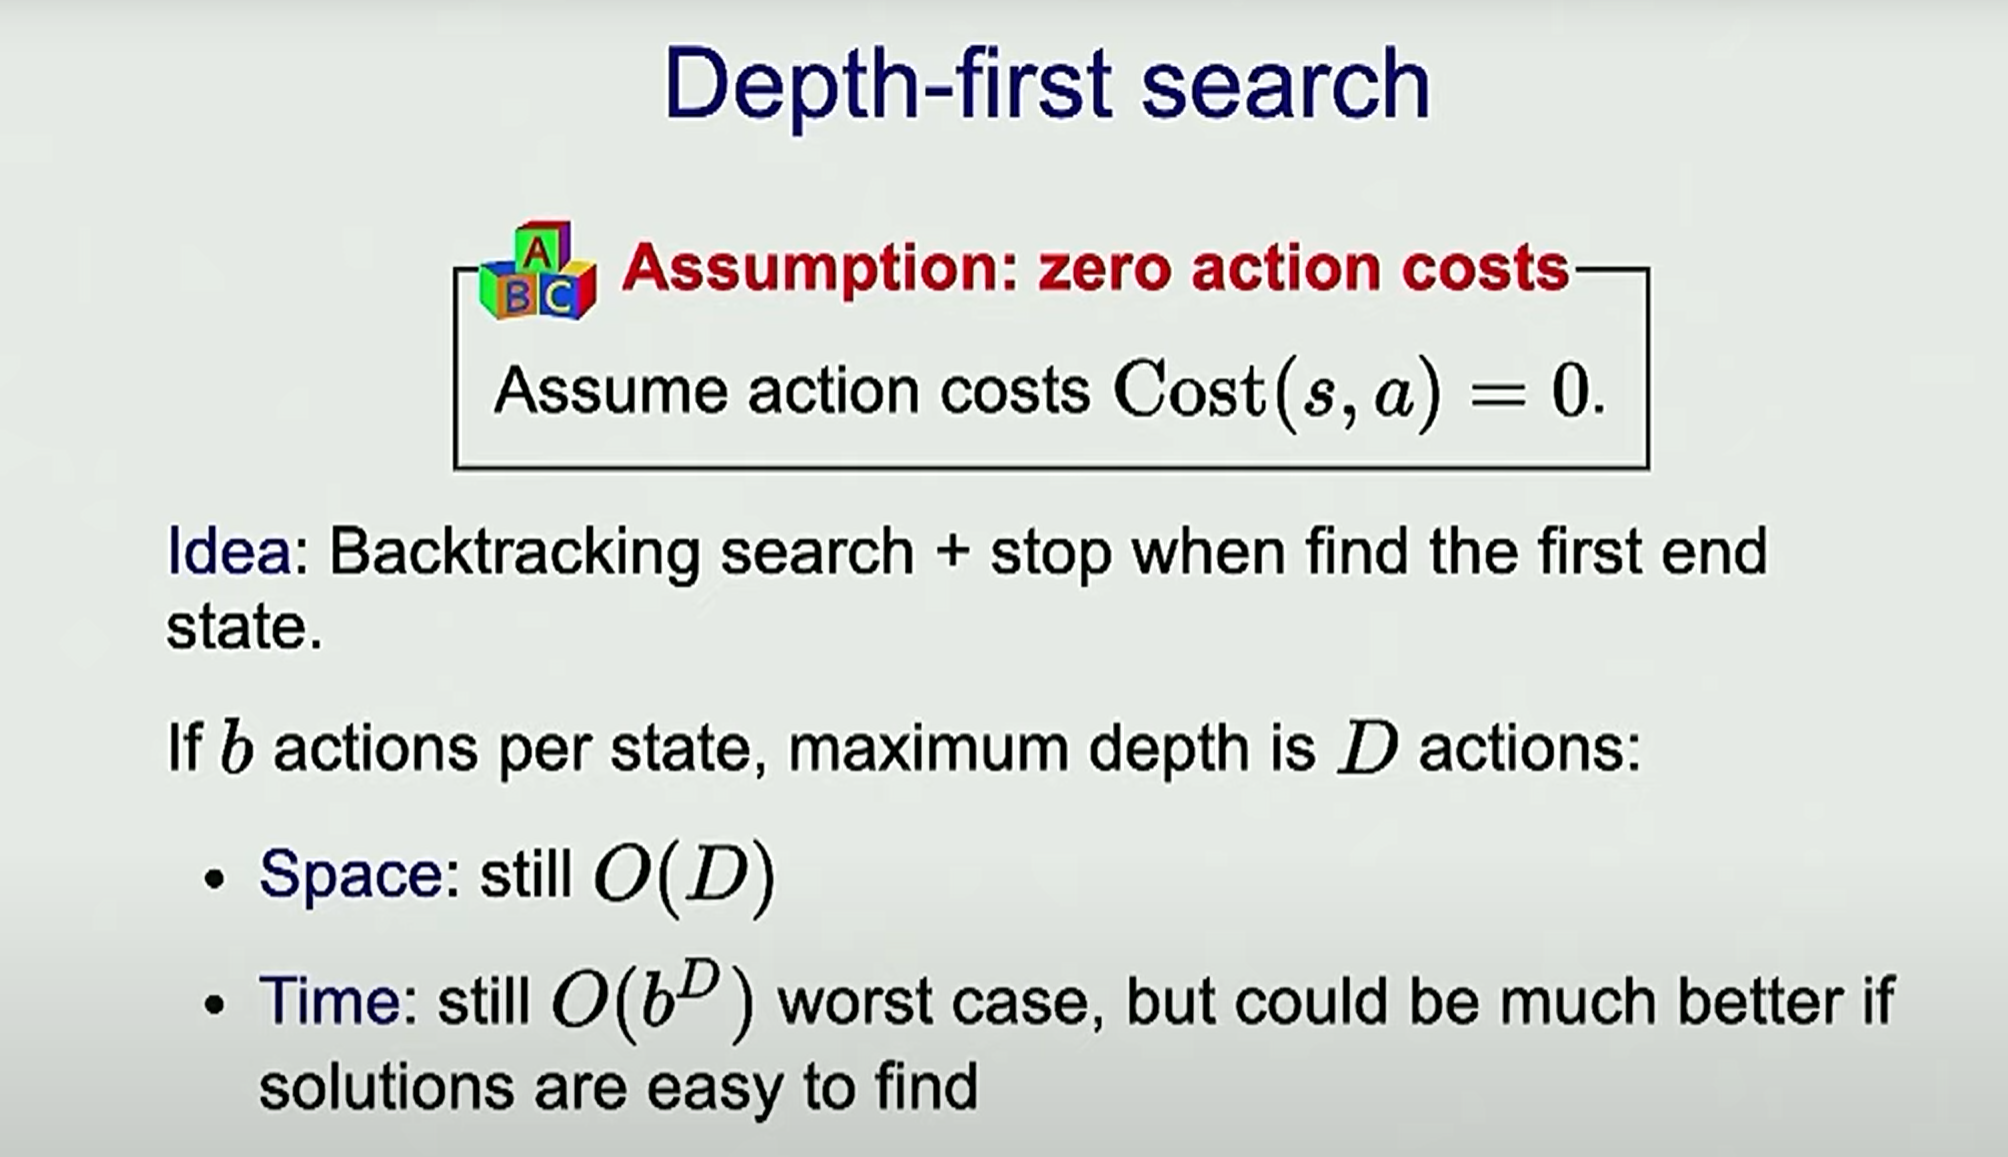 Depth-first search
A
B C
Assumption: zero action costs
Assume action costs Cost(s, a) = 0.
Idea: Backtracking search + stop when find the first end
state.
If b actions per state, maximum depth is D actions:
• Space: still O(D)
• Time: still O(b^D) worst case, but could be much better if
solutions are easy to find